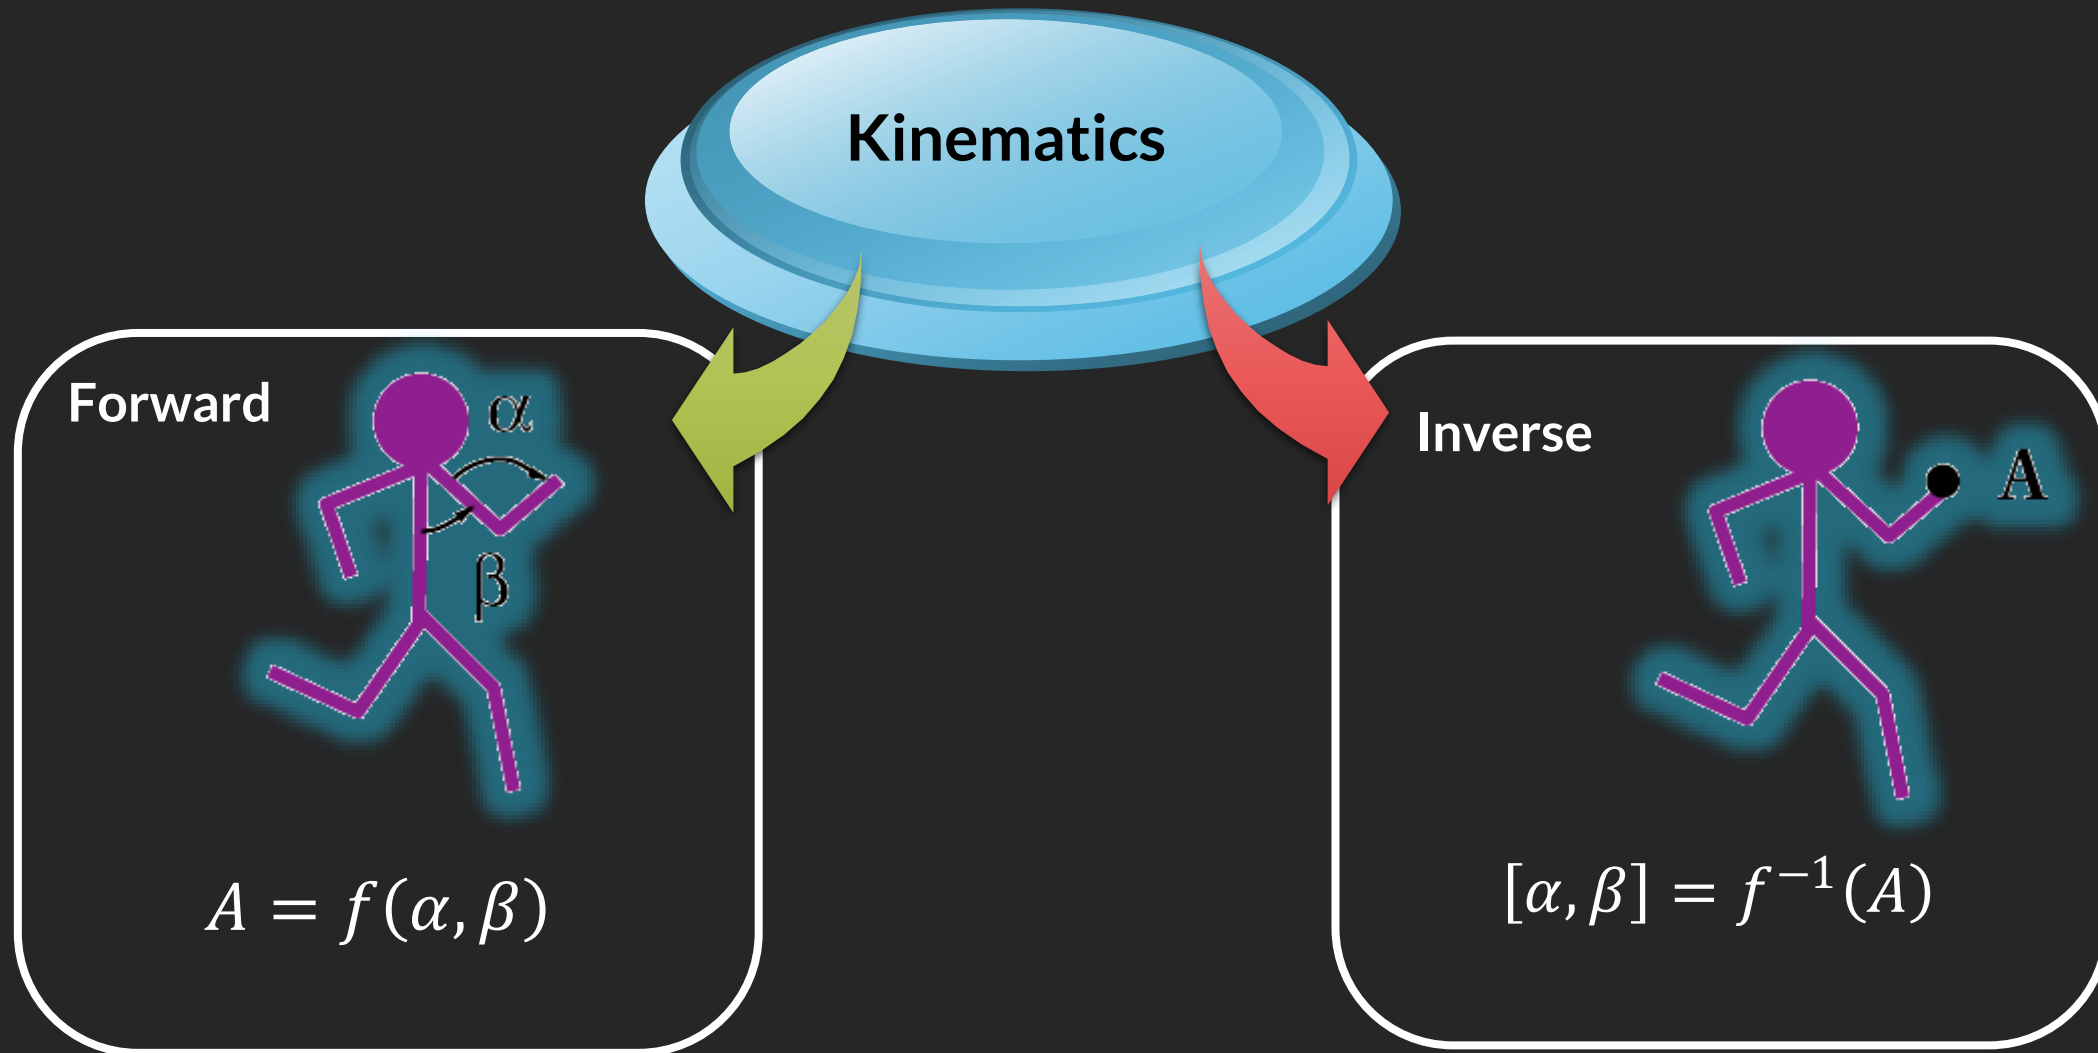 Kinematics
Forward
α
β
A = f(α, β)
Inverse
A
[α, β] = f⁻¹(A)